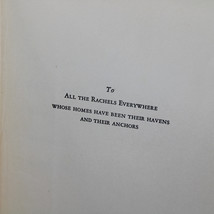 To
All the Rachels Everywhere
whose homes have been their havens
and their anchors